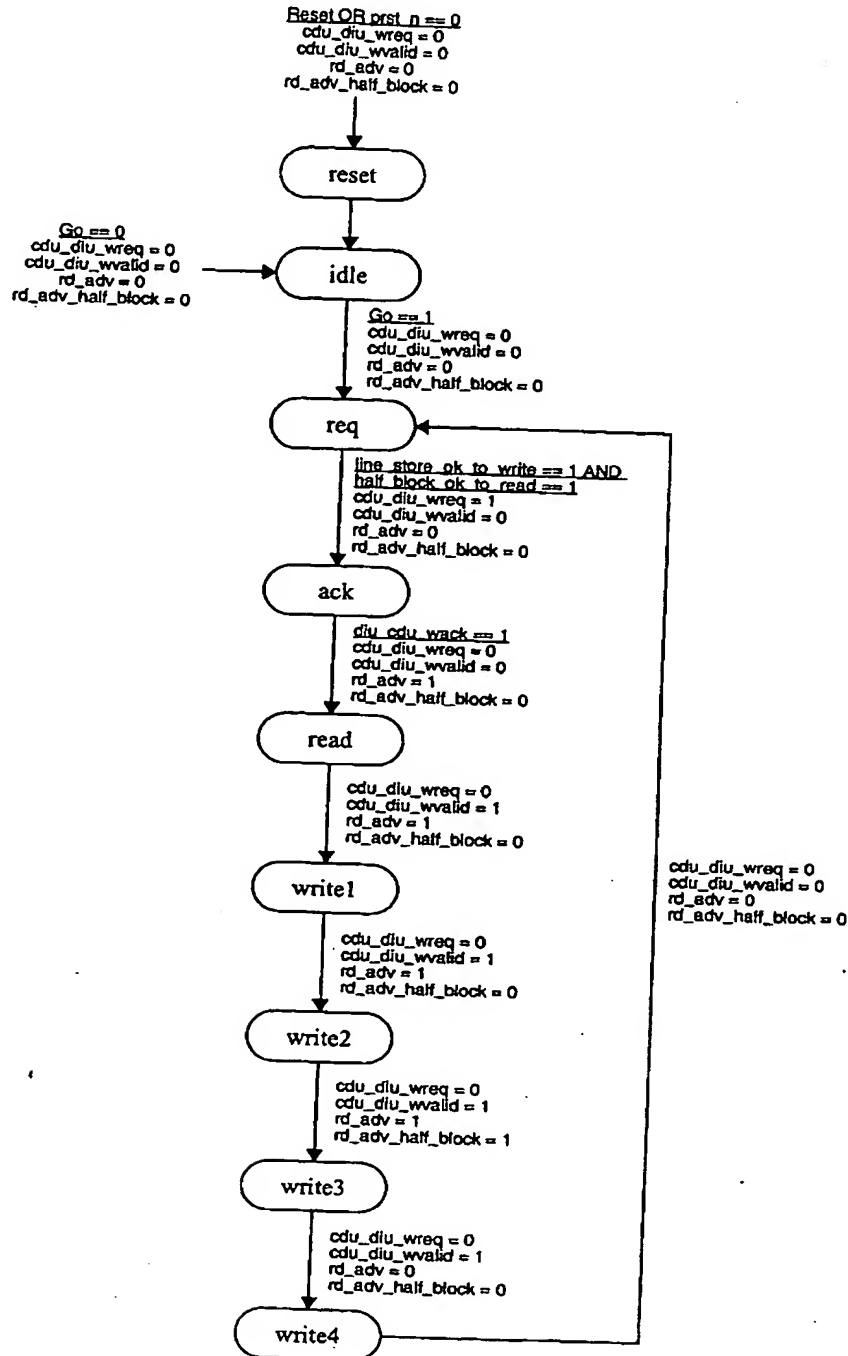 Reset OR prst_n == 0
cdu_diu_wreq = 0
cdu_diu_wvalid = 0
rd_adv = 0
rd_adv_half_block = 0
reset
Go == 0
cdu_diu_wreq = 0
cdu_diu_wvalid = 0
rd_adv = 0
rd_adv_half_block = 0
idle
Go == 1
cdu_diu_wreq = 0
cdu_diu_wvalid = 0
rd_adv = 0
rd_adv_half_block = 0
req
line_store_ok_to_write == 1 AND
half_block_ok_to_read == 1
cdu_diu_wreq = 1
cdu_diu_wvalid = 0
rd_adv = 0
rd_adv_half_block = 0
ack
diu_cdu_wack == 1
cdu_diu_wreq = 0
cdu_diu_wvalid = 0
rd_adv = 1
rd_adv_half_block = 0
read
cdu_diu_wreq = 0
cdu_diu_wvalid = 1
rd_adv = 1
rd_adv_half_block = 0
write1
cdu_diu_wreq = 0
cdu_diu_wvalid = 0
rd_adv = 0
rd_adv_half_block = 0
cdu_diu_wreq = 0
cdu_diu_wvalid = 1
rd_adv = 1
rd_adv_half_block = 0
write2
cdu_diu_wreq = 0
cdu_diu_wvalid = 1
rd_adv = 1
rd_adv_half_block = 1
write3
cdu_diu_wreq = 0
cdu_diu_wvalid = 1
rd_adv = 0
rd_adv_half_block = 0
write4